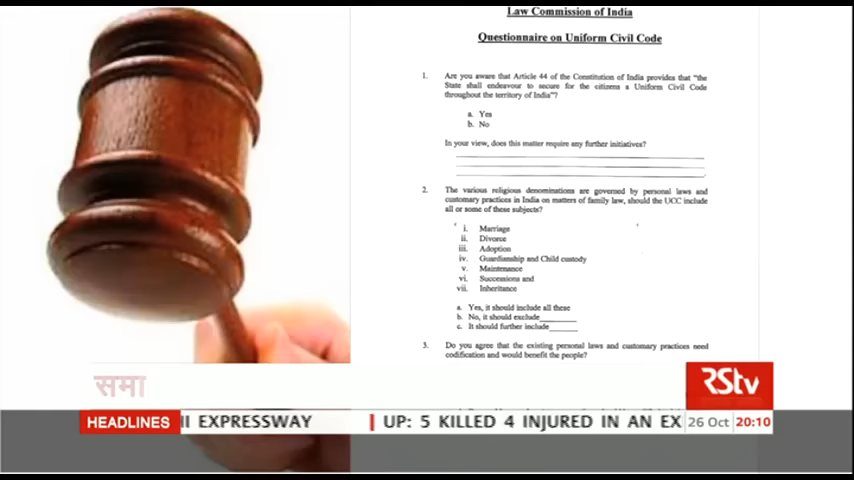 Law Commission of India
Questionnaire on Uniform Civil Code
1. Are you aware that Article 44 of the Constitution of India provides that "the
State shall endeavour to secure for the citizens a Uniform Civil Code
throughout the territory of India"?
a. Yes
b. No
In your view, does this matter require any further initiatives?
2. The various religious denominations are governed by personal laws and
customary practices in India on matters of family law, should the UCC include
all or some of these subjects?
i. Marriage
ii. Divorce
iii. Adoption
iv. Guardianship and Child custody
v. Maintenance
vi. Successions and
vii. Inheritance
a. Yes, it should include all these
b. No, it should exclude________
c. It should further include______
3. Do you agree that the existing personal laws and customary practices need
codification and would benefit the people?
समा
RStv
HEADLINES II EXPRESSWAY | UP: 5 KILLED 4 INJURED IN AN EX 26 Oct 20:10